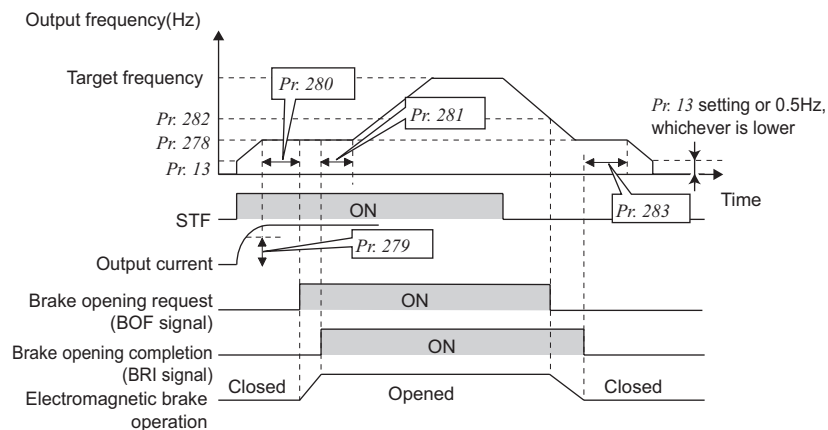 Output frequency(Hz)
Target frequency
Pr. 280
Pr. 282
Pr. 281
Pr. 13 setting or 0.5Hz,
whichever is lower
Pr. 278
Pr. 13
Time
Pr. 283
STF
ON
Pr. 279
Output current
Brake opening request
(BOF signal)
ON
Brake opening completion
(BRI signal)
ON
Closed
Opened
Closed
Electromagnetic brake
operation